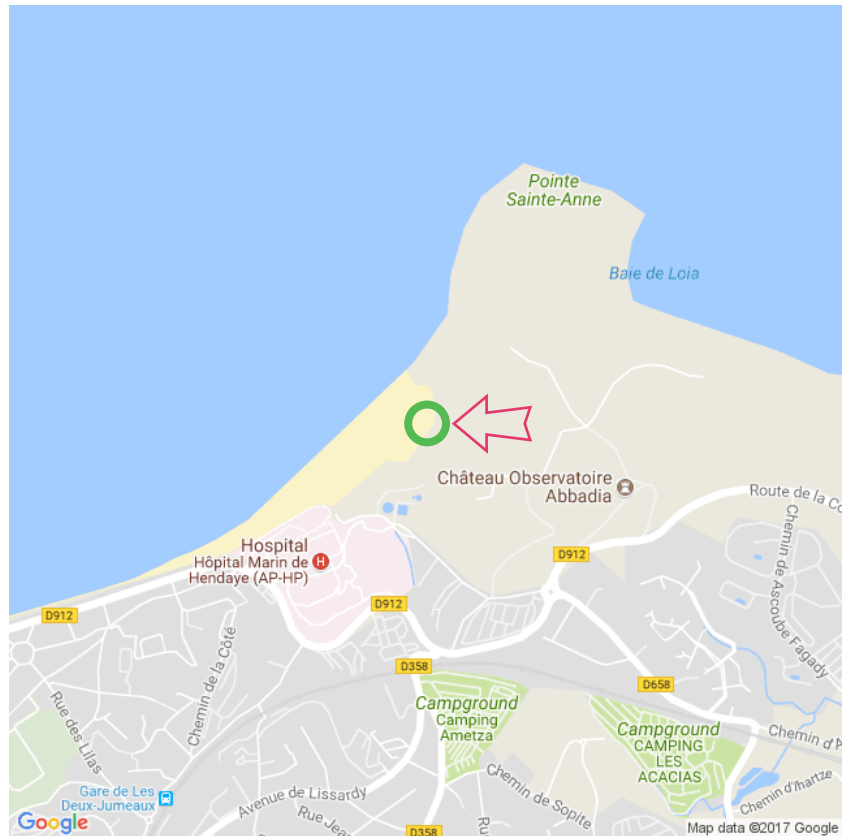 Pointe
Sainte-Anne
Baie de Loia
Château Observatoire
Abbadia
Route de la Co
Chemin de Ascoube Fagady
Hospital
Hôpital Marin de
Hendaye (AP-HP)
D912
D912
D912
Chemin de la Côté
D358
D658
Rue des Lilas
Campground
Camping
Ametza
Campground
CAMPING
LES
ACACIAS
Chemin d'A
Chemin d'Ihartze
Gare de Les
Deux-Jumeaux
Avenue de Lissardy
Chemin de Sopite
Rue Jea
D358
Google
Map data ©2017 Google